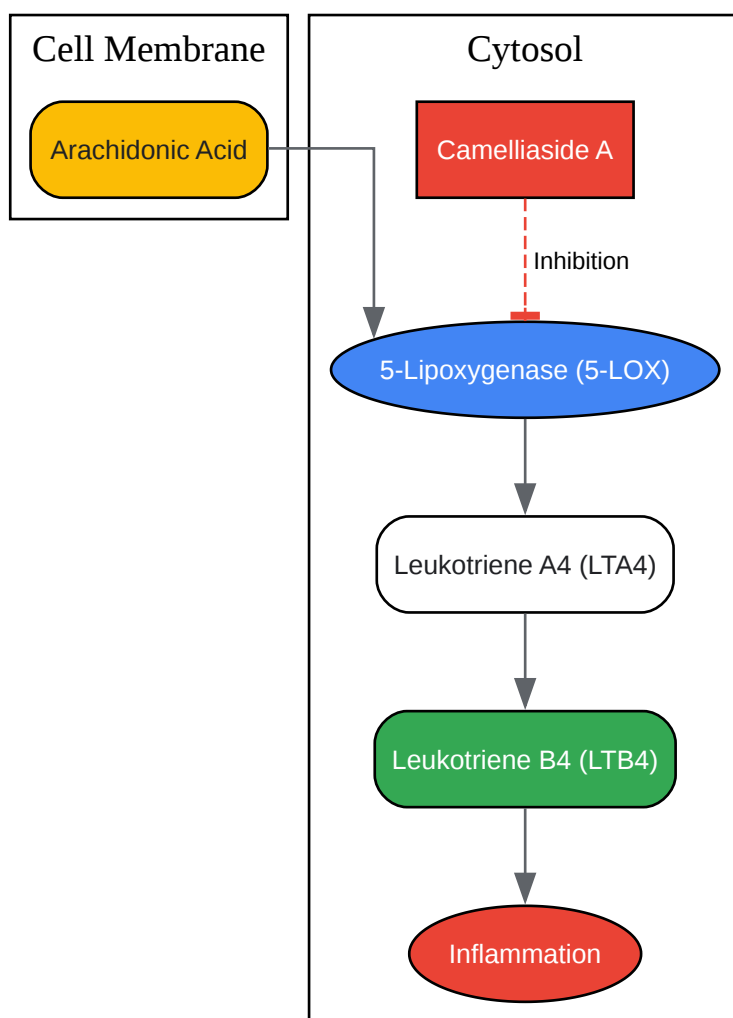 Cell Membrane
Arachidonic Acid
Cytosol
Camelliaside A
Inhibition
5-Lipoxygenase (5-LOX)
Leukotriene A4 (LTA4)
Leukotriene B4 (LTB4)
Inflammation